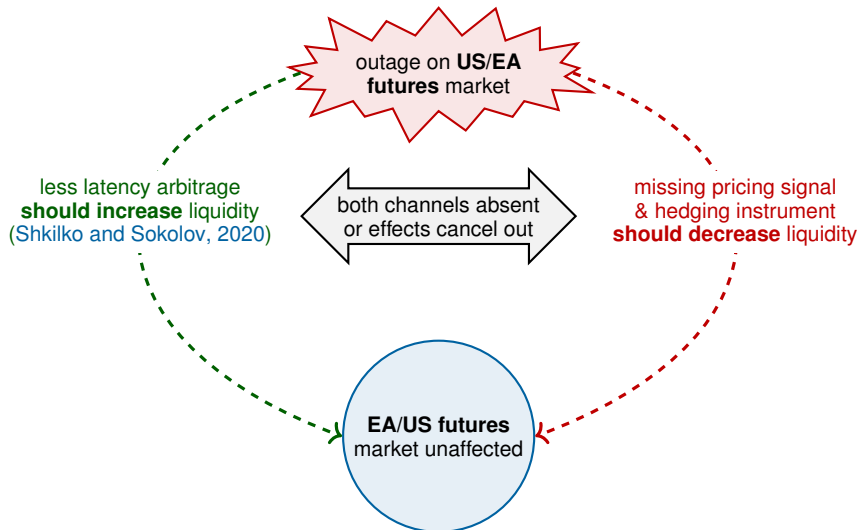 outage on US/EA
futures market
less latency arbitrage
should increase liquidity
(Shkilko and Sokolov, 2020)
both channels absent
or effects cancel out
missing pricing signal
& hedging instrument
should decrease liquidity
EA/US futures
market unaffected